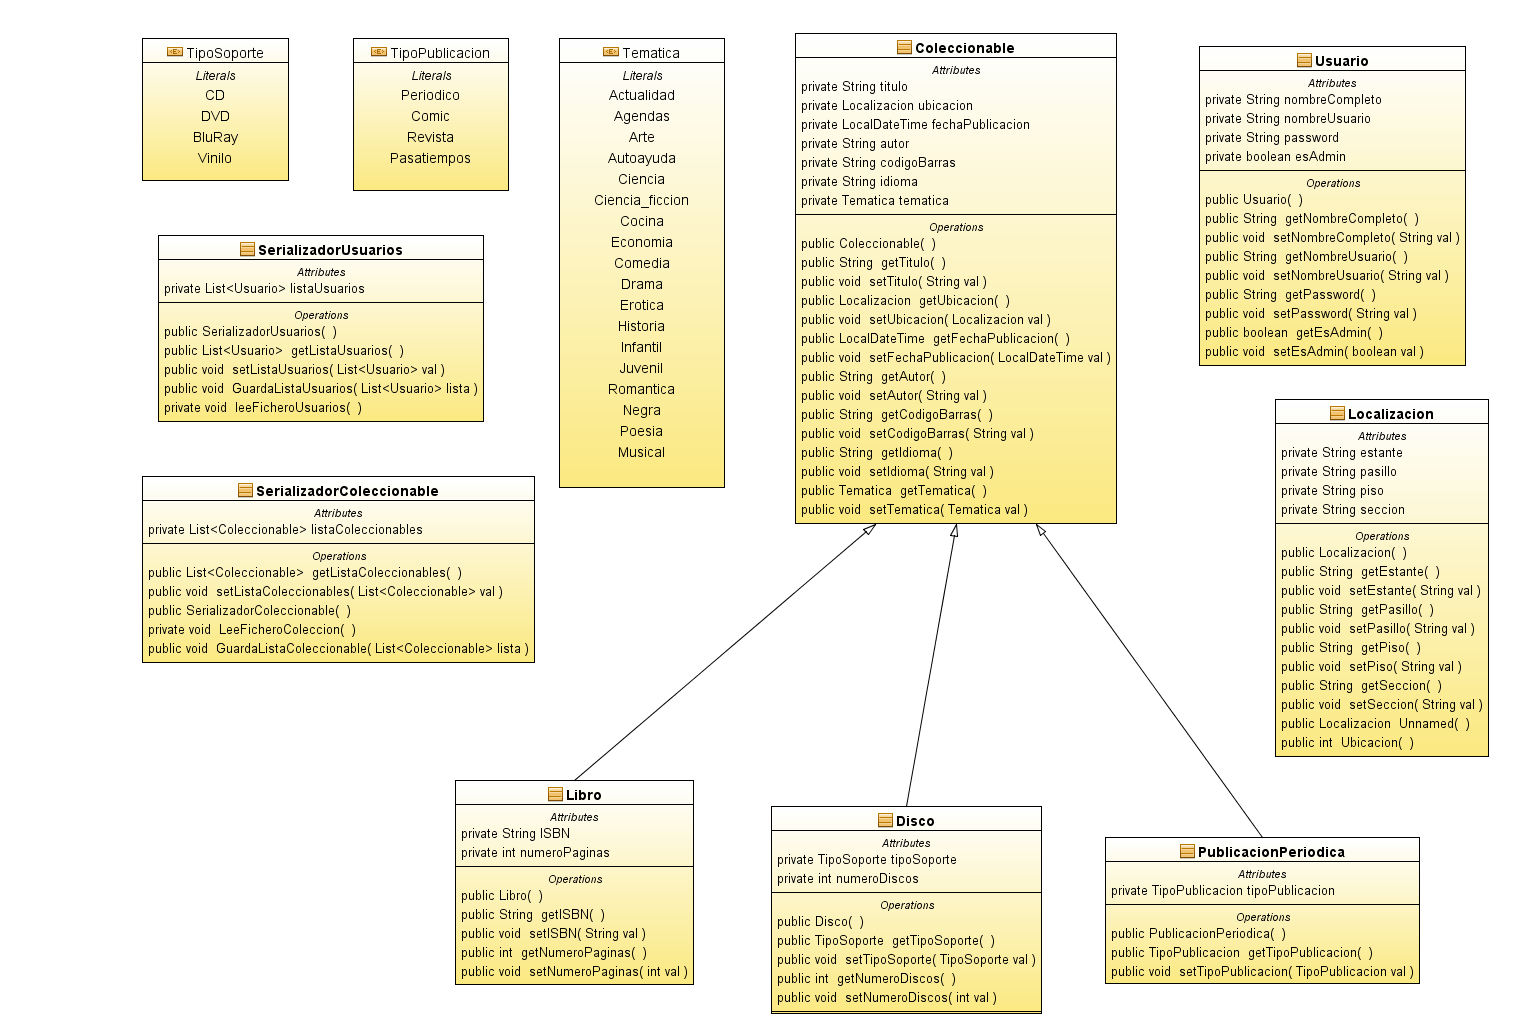 <E> TipoSoporte
Literals
CD
DVD
BluRay
Vinilo
<E> TipoPublicacion
Literals
Periodico
Comic
Revista
Pasatiempos
<E> Tematica
Literals
Actualidad
Agendas
Arte
Autoayuda
Ciencia
Ciencia_ficcion
Cocina
Economia
Comedia
Drama
Erotica
Historia
Infantil
Juvenil
Romantica
Negra
Poesia
Musical
Coleccionable
Attributes
private String titulo
private Localizacion ubicacion
private LocalDateTime fechaPublicacion
private String autor
private String codigoBarras
private String idioma
private Tematica tematica
Operations
public Coleccionable( )
public String getTitulo( )
public void setTitulo( String val )
public Localizacion getUbicacion( )
public void setUbicacion( Localizacion val )
public LocalDateTime getFechaPublicacion( )
public void setFechaPublicacion( LocalDateTime val )
public String getAutor( )
public void setAutor( String val )
public String getCodigoBarras( )
public void setCodigoBarras( String val )
public String getIdioma( )
public void setIdioma( String val )
public Tematica getTematica( )
public void setTematica( Tematica val )
Usuario
Attributes
private String nombreCompleto
private String nombreUsuario
private String password
private boolean esAdmin
Operations
public Usuario( )
public String getNombreCompleto( )
public void setNombreCompleto( String val )
public String getNombreUsuario( )
public void setNombreUsuario( String val )
public String getPassword( )
public void setPassword( String val )
public boolean getEsAdmin( )
public void setEsAdmin( boolean val )
SerializadorUsuarios
Attributes
private List<Usuario> listaUsuarios
Operations
public SerializadorUsuarios( )
public List<Usuario> getListaUsuarios( )
public void setListaUsuarios( List<Usuario> val )
public void GuardaListaUsuarios( List<Usuario> lista )
private void leeFicheroUsuarios( )
Localizacion
Attributes
private String estante
private String pasillo
private String piso
private String seccion
Operations
public Localizacion( )
public String getEstante( )
public void setEstante( String val )
public String getPasillo( )
public void setPasillo( String val )
public String getPiso( )
public void setPiso( String val )
public String getSeccion( )
public void setSeccion( String val )
public Localizacion Unnamed( )
public int Ubicacion( )
SerializadorColeccionable
Attributes
private List<Coleccionable> listaColeccionables
Operations
public List<Coleccionable> getListaColeccionables( )
public void setListaColeccionables( List<Coleccionable> val )
public SerializadorColeccionable( )
private void LeeFicheroColeccion( )
public void GuardaListaColeccionable( List<Coleccionable> lista )
Libro
Attributes
private String ISBN
private int numeroPaginas
Operations
public Libro( )
public String getISBN( )
public void setISBN( String val )
public int getNumeroPaginas( )
public void setNumeroPaginas( int val )
Disco
Attributes
private TipoSoporte tipoSoporte
private int numeroDiscos
Operations
public Disco( )
public TipoSoporte getTipoSoporte( )
public void setTipoSoporte( TipoSoporte val )
public int getNumeroDiscos( )
public void setNumeroDiscos( int val )
PublicacionPeriodica
Attributes
private TipoPublicacion tipoPublicacion
Operations
public PublicacionPeriodica( )
public TipoPublicacion getTipoPublicacion( )
public void setTipoPublicacion( TipoPublicacion val )